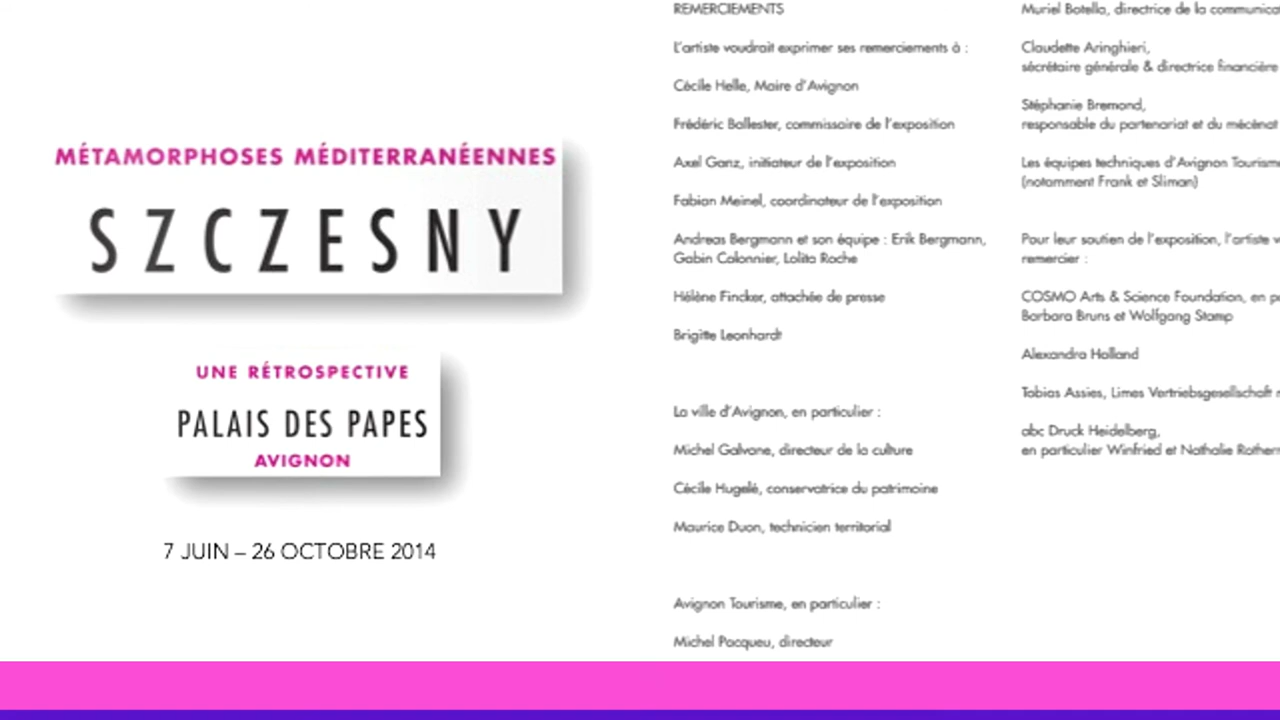 MÉTAMORPHOSES MÉDITERRANÉENNES
SZCZESNY
UNE RÉTROSPECTIVE
PALAIS DES PAPES
AVIGNON
7 JUIN – 26 OCTOBRE 2014
REMERCIEMENTS
L'artiste voudrait exprimer ses remerciements à :
Cécile Helle, Maire d'Avignon
Frédéric Ballester, commissaire de l'exposition
Axel Ganz, initiateur de l'exposition
Fabian Meinel, coordinateur de l'exposition
Andreas Bergmann et son équipe : Erik Bergmann,
Gabin Colonnier, Lolita Roche
Hélène Fincker, attachée de presse
Brigitte Leonhardt
La ville d'Avignon, en particulier :
Michel Galvane, directeur de la culture
Cécile Hugelé, conservatrice du patrimoine
Maurice Duon, technicien territorial
Avignon Tourisme, en particulier :
Michel Pacqueu, directeur
Muriel Botella, directrice de la communicat
Claudette Aringhieri,
sécrétaire générale & directrice financière
Stéphanie Bremond,
responsable du partenariat et du mécénat
Les équipes techniques d'Avignon Tourisme
(notamment Frank et Sliman)
Pour leur soutien de l'exposition, l'artiste v
remercier :
COSMO Arts & Science Foundation, en p
Barbara Bruns et Wolfgang Stamp
Alexandra Holland
Tobias Assies, Limes Vertriebsgesellschaft
abc Druck Heidelberg,
en particulier Winfried et Nathalie Rother